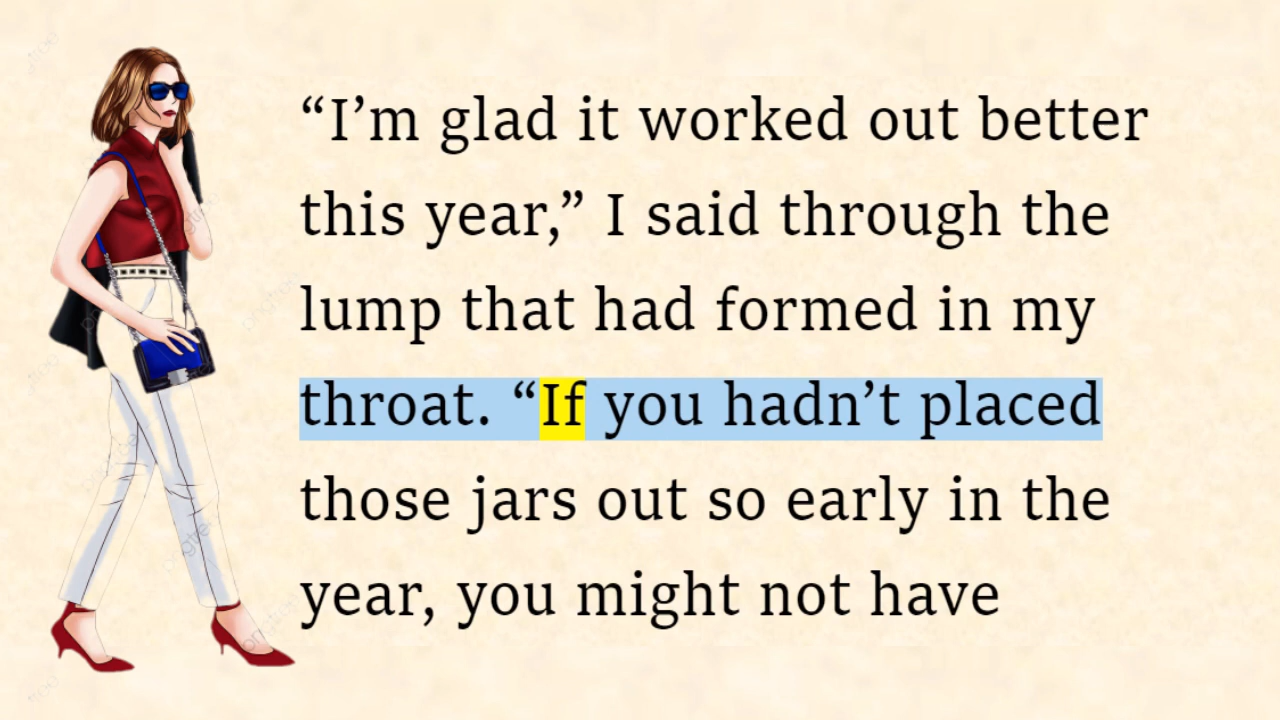 “I’m glad it worked out better
this year,” I said through the
lump that had formed in my
throat. “If you hadn’t placed
those jars out so early in the
year, you might not have